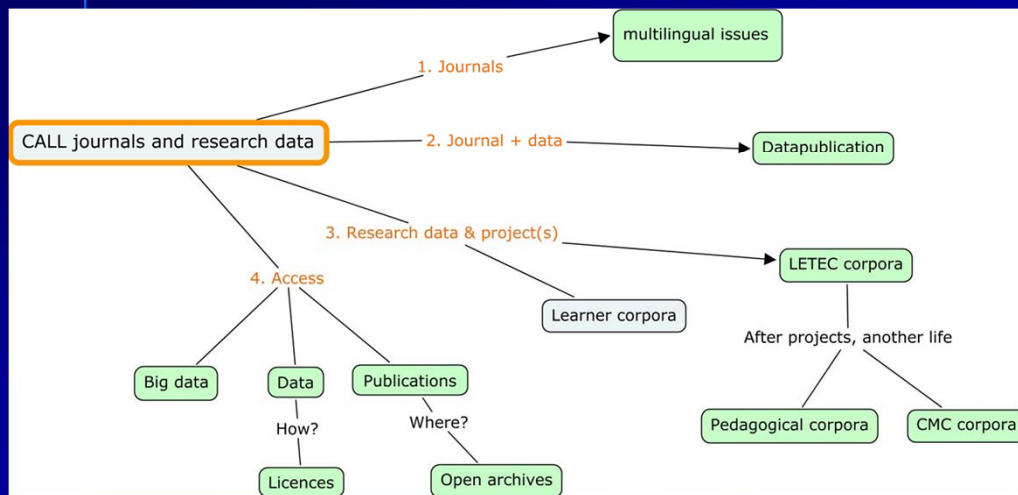 multilingual issues
1. Journals
CALL journals and research data
2. Journal + data
Datapublication
3. Research data & project(s)
LETEC corpora
4. Access
Learner corpora
After projects, another life
Big data
Data
Publications
How?
Where?
Pedagogical corpora
CMC corpora
Licences
Open archives